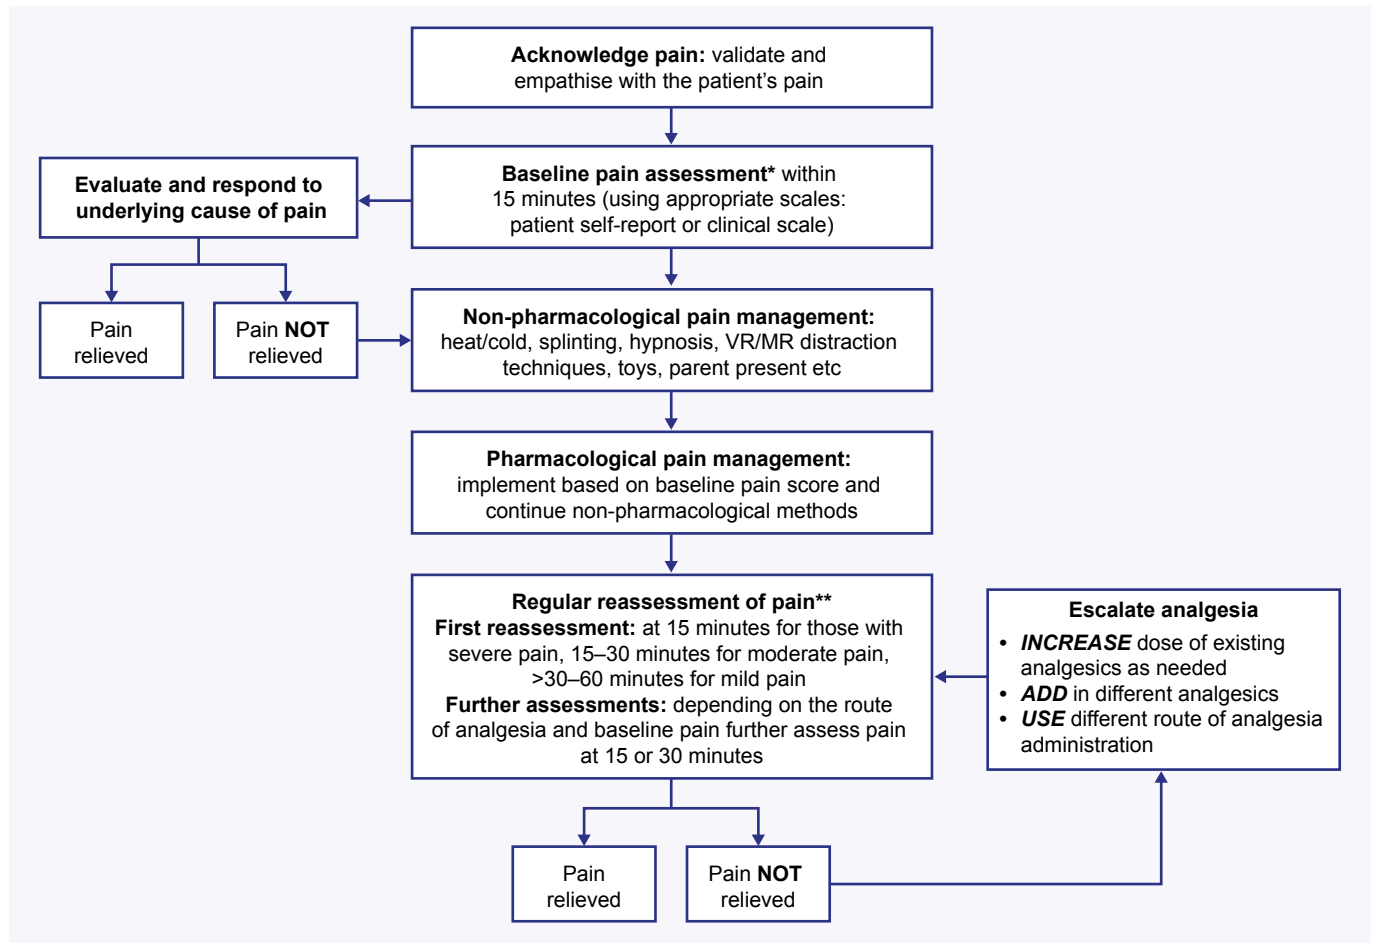 Acknowledge pain: validate and
empathise with the patient's pain
Baseline pain assessment* within
15 minutes (using appropriate scales:
patient self-report or clinical scale)
Evaluate and respond to
underlying cause of pain
Pain
relieved
Pain NOT
relieved
Non-pharmacological pain management:
heat/cold, splinting, hypnosis, VR/MR distraction
techniques, toys, parent present etc
Pharmacological pain management:
implement based on baseline pain score and
continue non-pharmacological methods
Regular reassessment of pain**
First reassessment: at 15 minutes for those with
severe pain, 15–30 minutes for moderate pain,
>30–60 minutes for mild pain
Further assessments: depending on the route
of analgesia and baseline pain further assess pain
at 15 or 30 minutes
Escalate analgesia
• INCREASE dose of existing
analgesics as needed
• ADD in different analgesics
• USE different route of analgesia
administration
Pain
relieved
Pain NOT
relieved